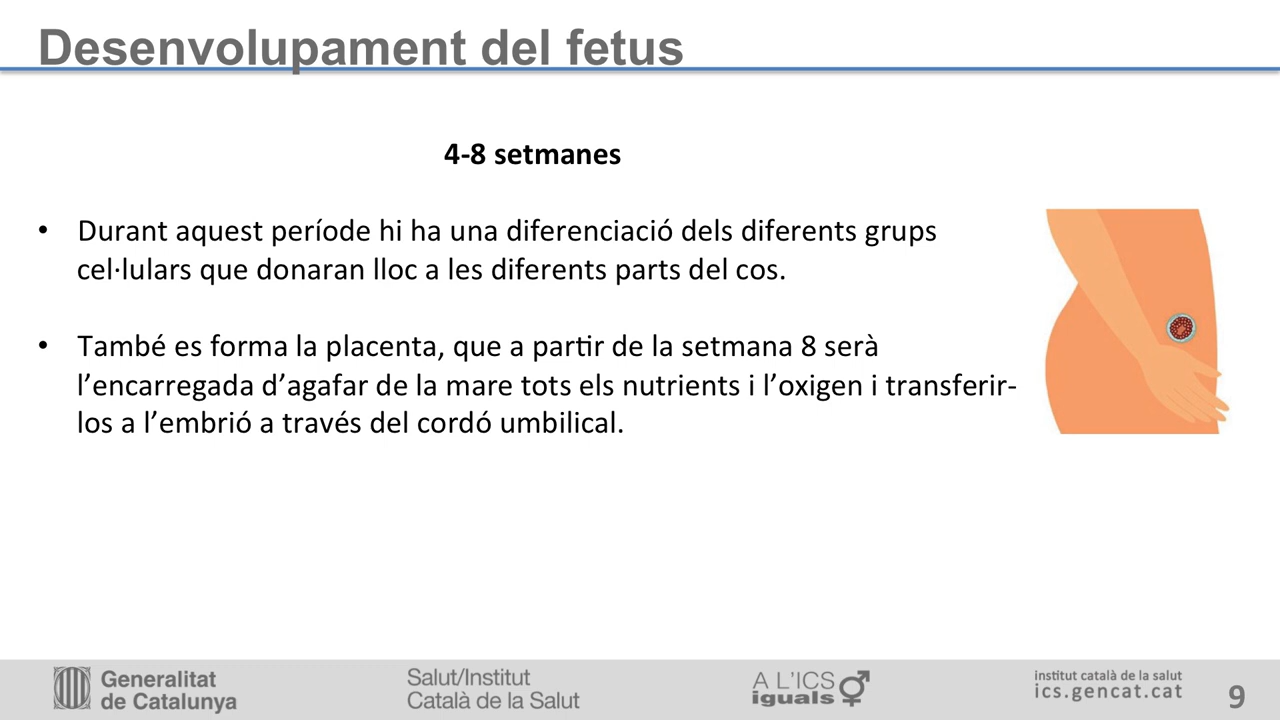 Desenvolupament del fetus
4-8 setmanes
• Durant aquest període hi ha una diferenciació dels diferents grups
cel·lulars que donaran lloc a les diferents parts del cos.
• També es forma la placenta, que a partir de la setmana 8 serà
l’encarregada d’agafar de la mare tots els nutrients i l’oxigen i transferir-
los a l’embrió a través del cordó umbilical.
Generalitat
de Catalunya
Salut/Institut
Català de la Salut
A L'ICS
iguals
institut català de la salut
ics.gencat.cat
9